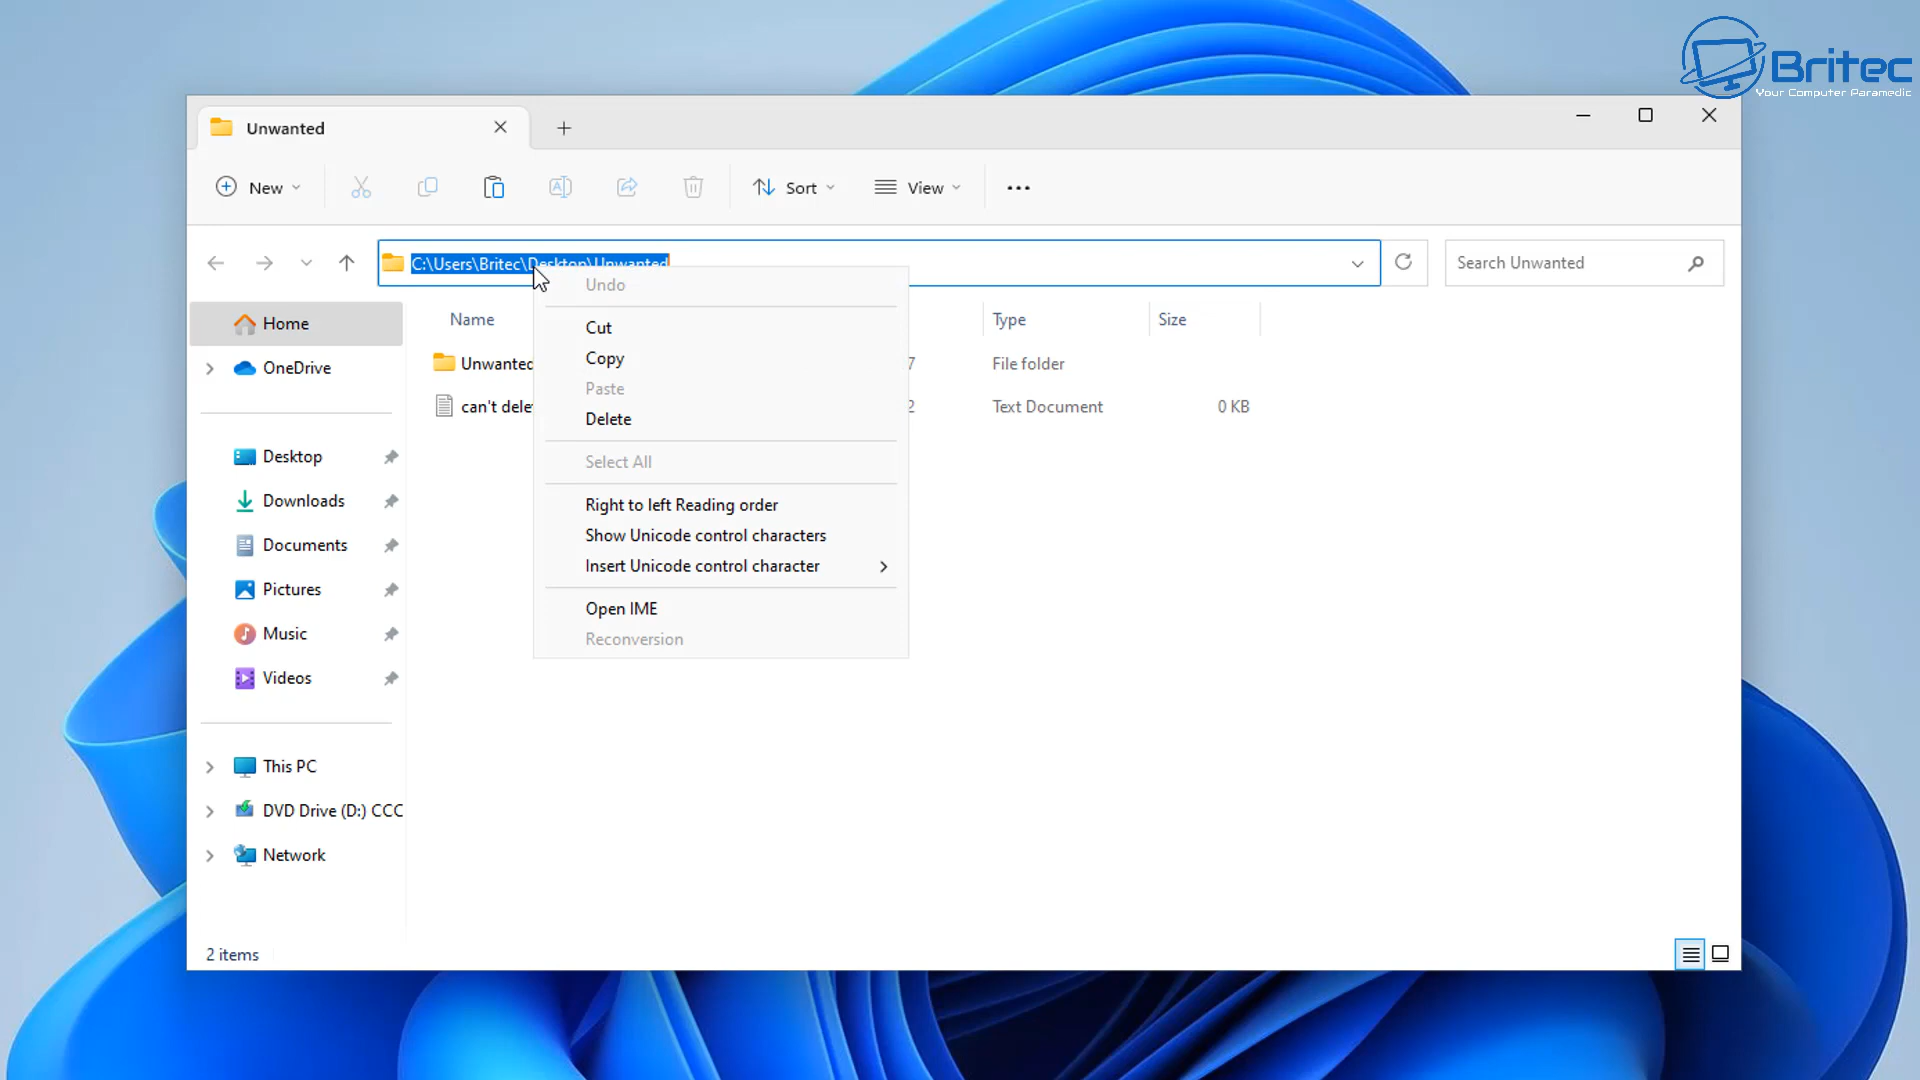 Britec
Your Computer Paramedic
Unwanted
New
Sort
View
C:\Users\Britec\Desktop\Unwanted
Search Unwanted
Undo
Cut
Copy
Paste
Delete
Select All
Right to left Reading order
Show Unicode control characters
Insert Unicode control character
Open IME
Reconversion
Name
Type
Size
Unwanted
7
File folder
can't
2
Text Document
0 KB
Home
OneDrive
Desktop
Downloads
Documents
Pictures
Music
Videos
This PC
DVD Drive (D:) CCC
Network
2 items